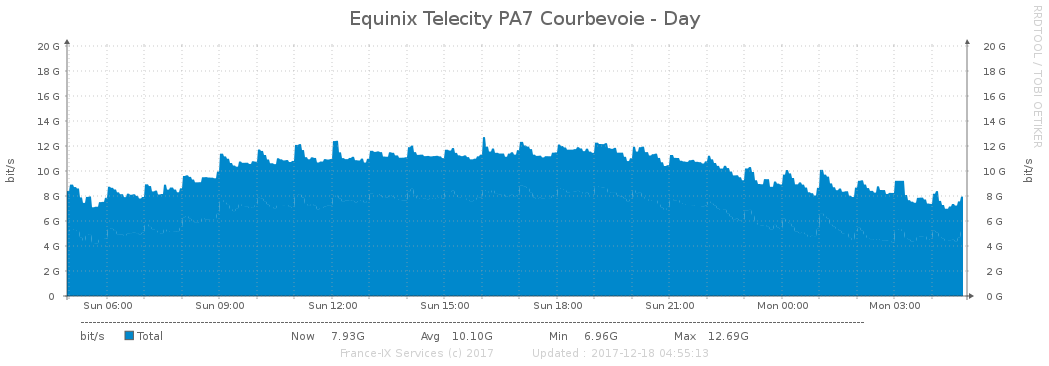 Equinix Telecity PA7 Courbevoie - Day
RRDTOOL / TOBI OETIKER
bit/s
bit/s
20 G 20 G
18 G 18 G
16 G 16 G
14 G 14 G
12 G 12 G
10 G 10 G
8 G 8 G
6 G 6 G
4 G 4 G
2 G 2 G
0 0 G
Sun 06:00 Sun 09:00 Sun 12:00 Sun 15:00 Sun 18:00 Sun 21:00 Mon 00:00 Mon 03:00
bit/s Total Now 7.93G Avg 10.10G Min 6.96G Max 12.69G
France-IX Services (c) 2017 Updated : 2017-12-18 04:55:13